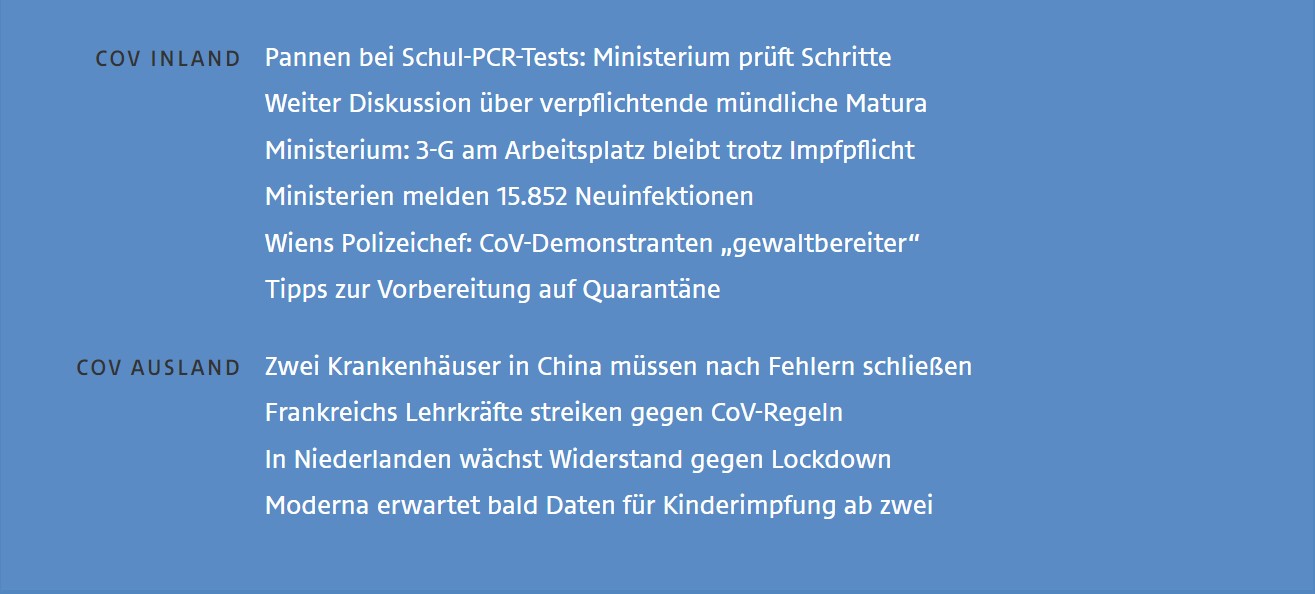 COV INLAND Pannen bei Schul-PCR-Tests: Ministerium prüft Schritte
Weiter Diskussion über verpflichtende mündliche Matura
Ministerium: 3-G am Arbeitsplatz bleibt trotz Impfpflicht
Ministerien melden 15.852 Neuinfektionen
Wiens Polizeichef: CoV-Demonstranten „gewaltbereiter“
Tipps zur Vorbereitung auf Quarantäne
COV AUSLAND Zwei Krankenhäuser in China müssen nach Fehlern schließen
Frankreichs Lehrkräfte streiken gegen CoV-Regeln
In Niederlanden wächst Widerstand gegen Lockdown
Moderna erwartet bald Daten für Kinderimpfung ab zwei